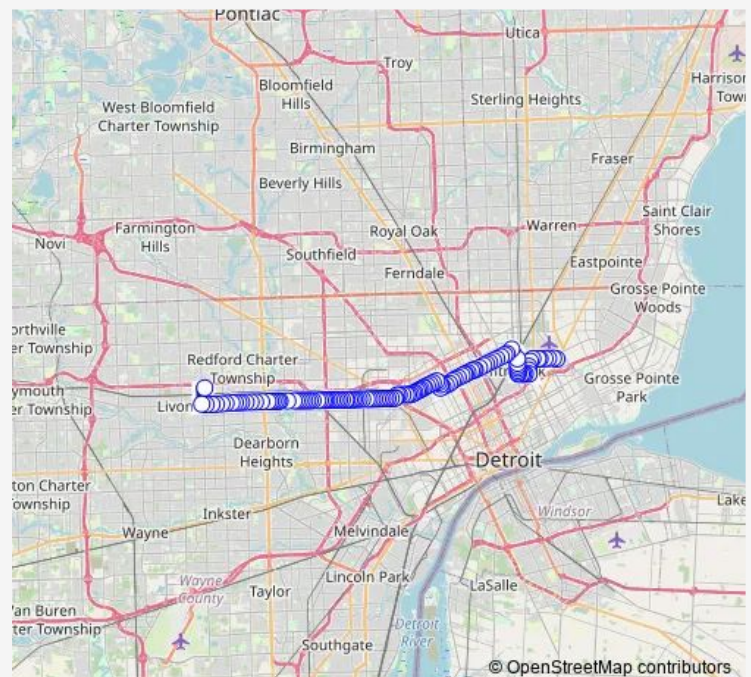 Pontiac
Utica
Troy
Harrison
Bloomfield
Hills
Sterling Heights
West Bloomfield
Charter Township
Birmingham
Fraser
Beverly Hills
Saint Clair
Shores
Farmington
Hills
Royal Oak
Warren
Novi
Southfield
Eastpointe
Ferndale
Grosse Pointe
Woods
orthville
er Township
Redford Charter
Township
Grosse Pointe
Park
ymouth
ter Township
Livon
Dearborn
Heights
Detroit
ton Charter
ownship
Inkster
Windsor
Lake
Wayne
Melvindale
Lincoln Park
LaSalle
Wayne
County
Taylor
an Buren
ter Township
Detroit
River
Southgate
© OpenStreetMap contributors